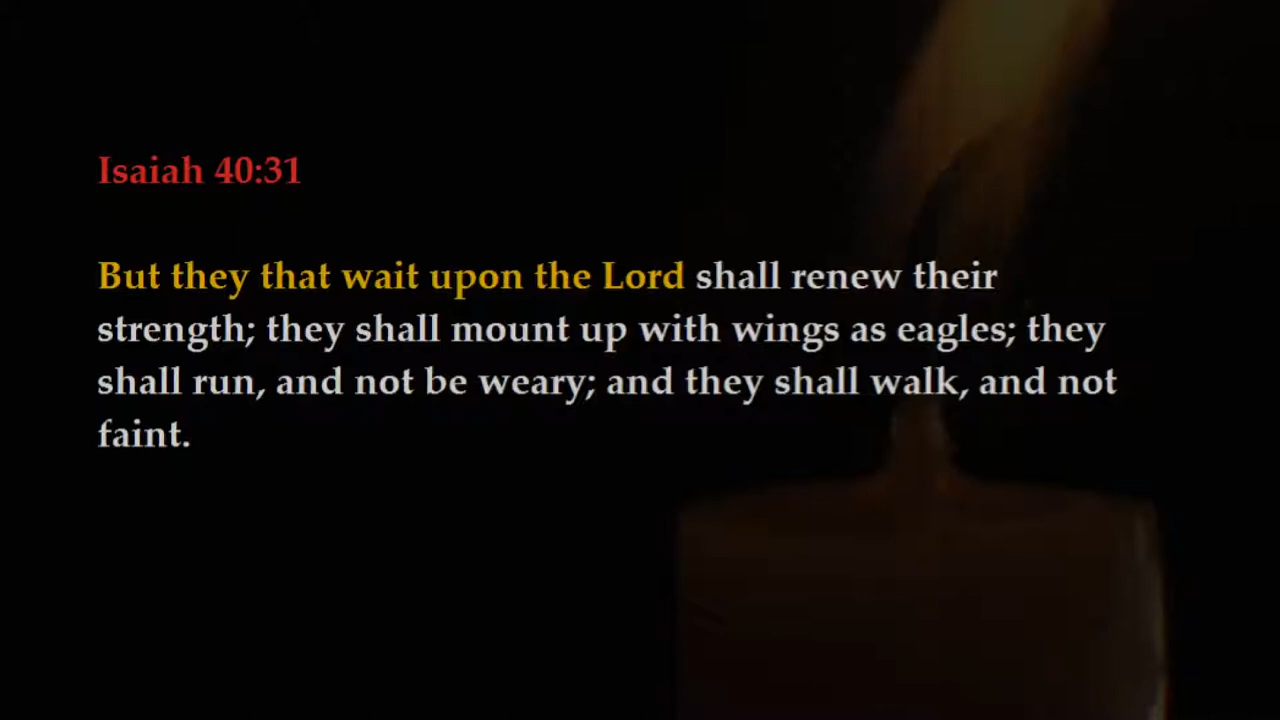 Isaiah 40:31
But they that wait upon the Lord shall renew their
strength; they shall mount up with wings as eagles; they
shall run, and not be weary; and they shall walk, and not
faint.